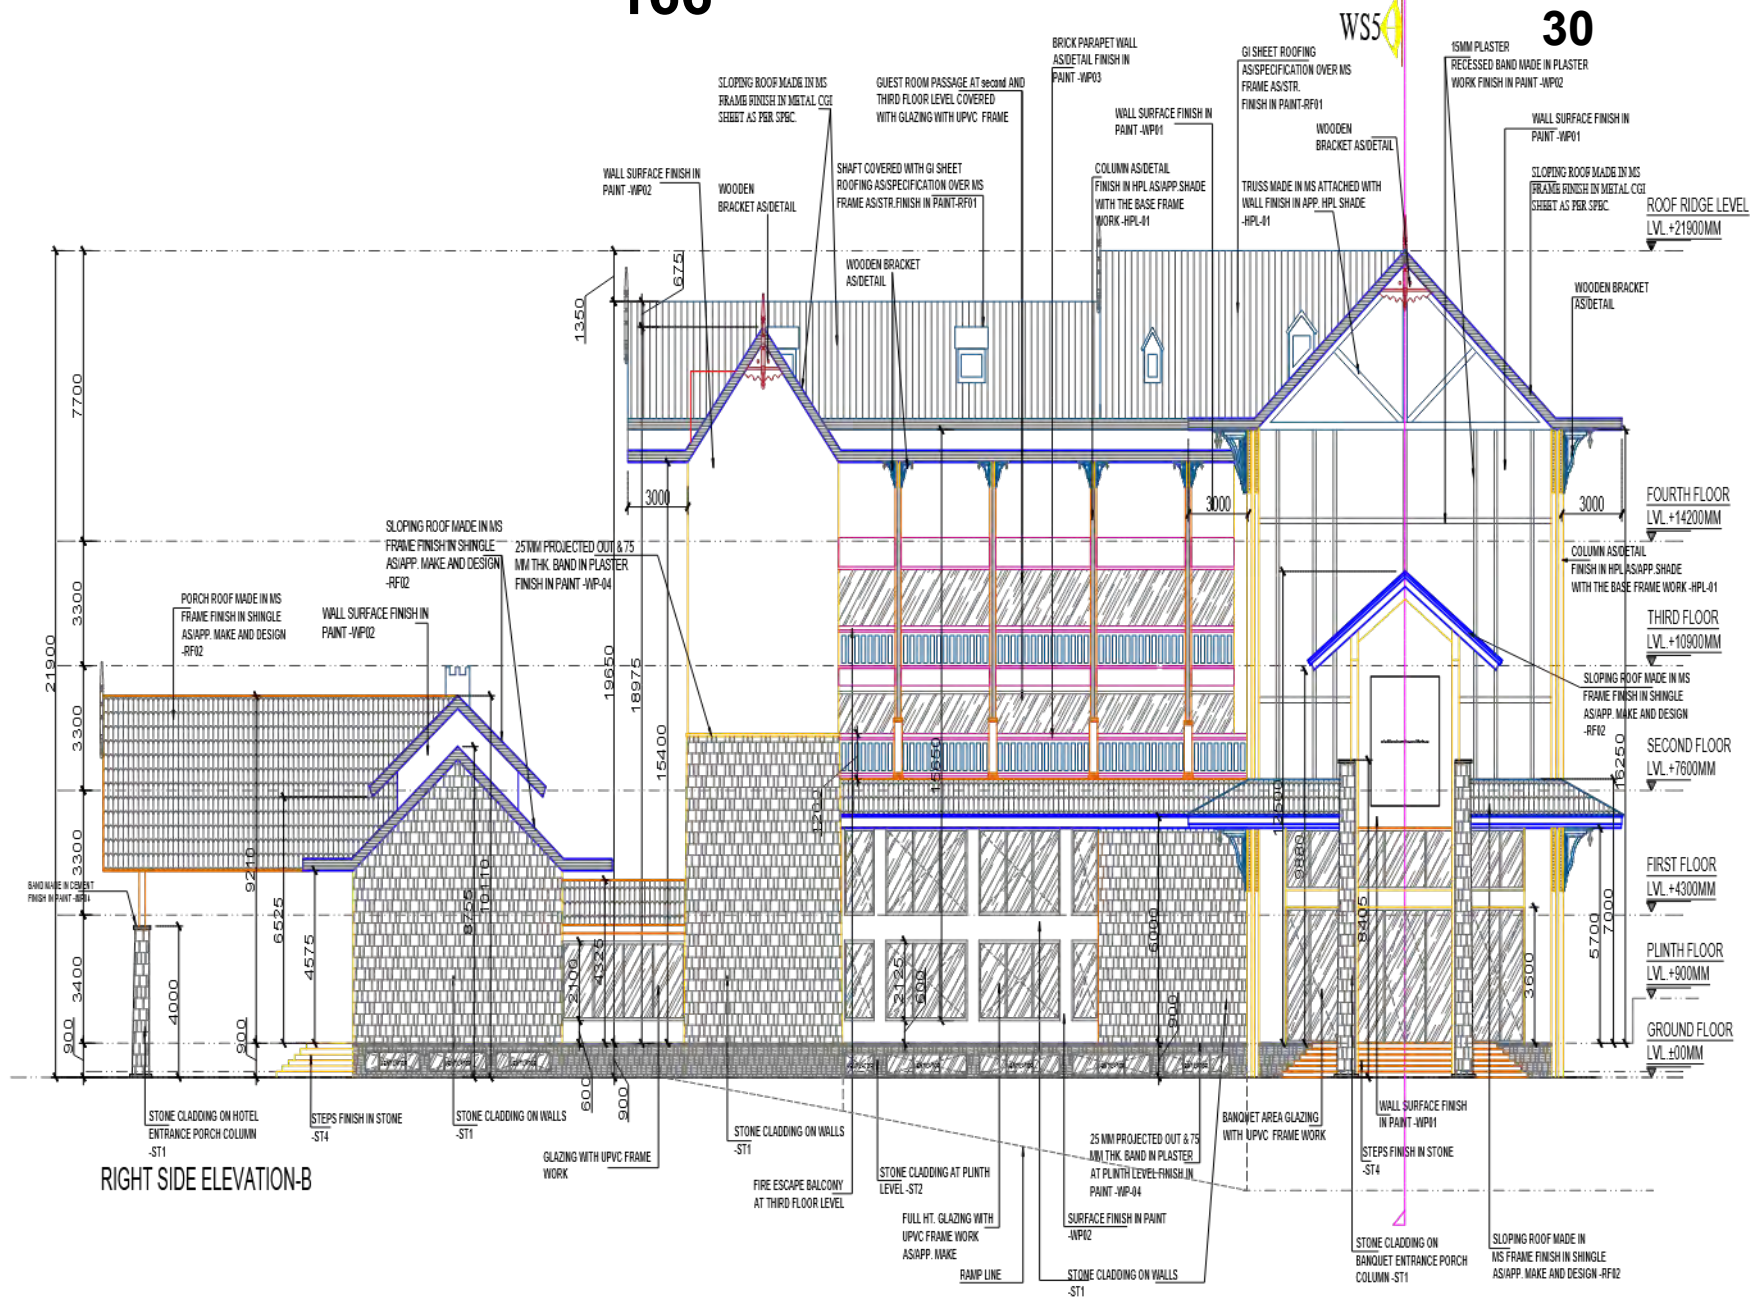 166
30
WS5
BRICK PARAPET WALL
AS/DETAIL FINISH IN
PAINT -WP03
GI SHEET ROOFING
AS/SPECIFICATION OVER MS
FRAME AS/STR.
FINISH IN PAINT-RF01
15MM PLASTER
RECESSED BAND MADE IN PLASTER
WORK FINISH IN PAINT -WP02
SLOPING ROOF MADE IN MS
FRAME FINISH IN METAL CGI
SHEET AS PER SPEC.
GUEST ROOM PASSAGE AT second AND
THIRD FLOOR LEVEL COVERED
WITH GLAZING WITH UPVC FRAME
WALL SURFACE FINISH IN
PAINT -WP01
WOODEN
BRACKET AS/DETAIL
WALL SURFACE FINISH IN
PAINT -WP01
WALL SURFACE FINISH IN
PAINT -WP02
WOODEN
BRACKET AS/DETAIL
SHAFT COVERED WITH GI SHEET
ROOFING AS/SPECIFICATION OVER MS
FRAME AS/STR.FINISH IN PAINT-RF01
COLUMN AS/DETAIL
FINISH IN HPL AS/APP.SHADE
WITH THE BASE FRAME
WORK -HPL-01
TRUSS MADE IN MS ATTACHED WITH
WALL FINISH IN APP. HPL SHADE
-HPL-01
SLOPING ROOF MADE IN MS
FRAME FINISH IN METAL CGI
SHEET AS PER SPEC.
ROOF RIDGE LEVEL
LVL.+21900MM
WOODEN BRACKET
AS/DETAIL
WOODEN BRACKET
AS/DETAIL
675
1350
7700
3000
3000
3000
FOURTH FLOOR
LVL.+14200MM
SLOPING ROOF MADE IN MS
FRAME FINISH IN SHINGLE
AS/APP. MAKE AND DESIGN
-RF02
25 MM PROJECTED OUT & 75
MM THK. BAND IN PLASTER
FINISH IN PAINT -WP-04
COLUMN AS/DETAIL
FINISH IN HPL AS/APP.SHADE
WITH THE BASE FRAME WORK -HPL-01
PORCH ROOF MADE IN MS
FRAME FINISH IN SHINGLE
AS/APP. MAKE AND DESIGN
-RF02
WALL SURFACE FINISH IN
PAINT -WP02
THIRD FLOOR
LVL.+10900MM
3300
21900
19650
18975
SLOPING ROOF MADE IN MS
FRAME FINISH IN SHINGLE
AS/APP. MAKE AND DESIGN
-RF02
3300
15400
15650
16250
SECOND FLOOR
LVL.+7600MM
12500
1200
3300
9210
9880
FIRST FLOOR
LVL.+4300MM
BAND MADE IN CEMENT
FINISH IN PAINT -WP04
6525
4575
8755
10110
6000
8405
5700
7000
PLINTH FLOOR
LVL.+900MM
3400
4000
2100
4325
2125
600
3600
900
900
900
GROUND FLOOR
LVL.±00MM
600
900
STONE CLADDING ON HOTEL
ENTRANCE PORCH COLUMN
-ST1
STEPS FINISH IN STONE
-ST4
STONE CLADDING ON WALLS
-ST1
STONE CLADDING ON WALLS
-ST1
BANQUET AREA GLAZING
WITH UPVC FRAME WORK
WALL SURFACE FINISH
IN PAINT -WP01
GLAZING WITH UPVC FRAME
WORK
25 MM PROJECTED OUT & 75
MM THK. BAND IN PLASTER
AT PLINTH LEVEL FINISH IN
PAINT -WP-04
STEPS FINISH IN STONE
-ST4
RIGHT SIDE ELEVATION-B
FIRE ESCAPE BALCONY
AT THIRD FLOOR LEVEL
STONE CLADDING AT PLINTH
LEVEL -ST2
FULL HT. GLAZING WITH
UPVC FRAME WORK
AS/APP. MAKE
SURFACE FINISH IN PAINT
-WP02
STONE CLADDING ON
BANQUET ENTRANCE PORCH
COLUMN -ST1
SLOPING ROOF MADE IN
MS FRAME FINISH IN SHINGLE
AS/APP. MAKE AND DESIGN -RF02
RAMP LINE
STONE CLADDING ON WALLS
-ST1